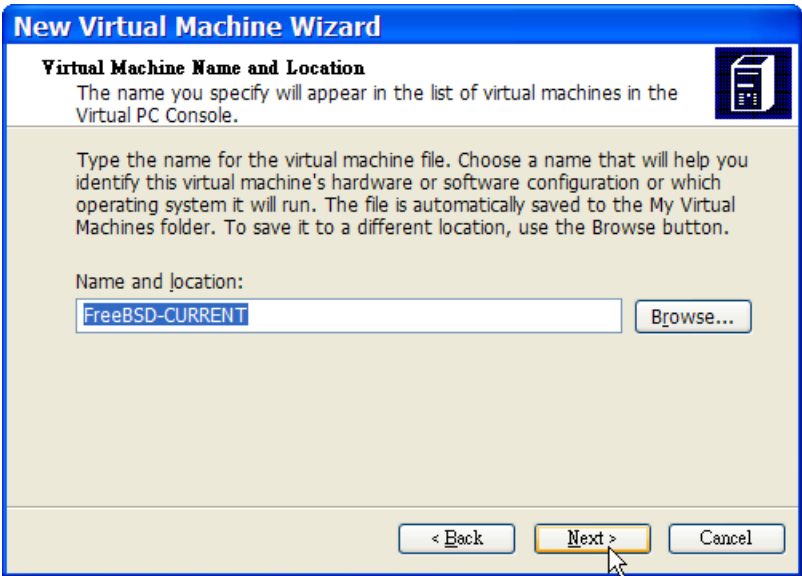 New Virtual Machine Wizard
Virtual Machine Name and Location
The name you specify will appear in the list of virtual machines in the
Virtual PC Console.
Type the name for the virtual machine file. Choose a name that will help you
identify this virtual machine's hardware or software configuration or which
operating system it will run. The file is automatically saved to the My Virtual
Machines folder. To save it to a different location, use the Browse button.
Name and location:
FreeBSD-CURRENT
Browse...
< Back
Next >
Cancel